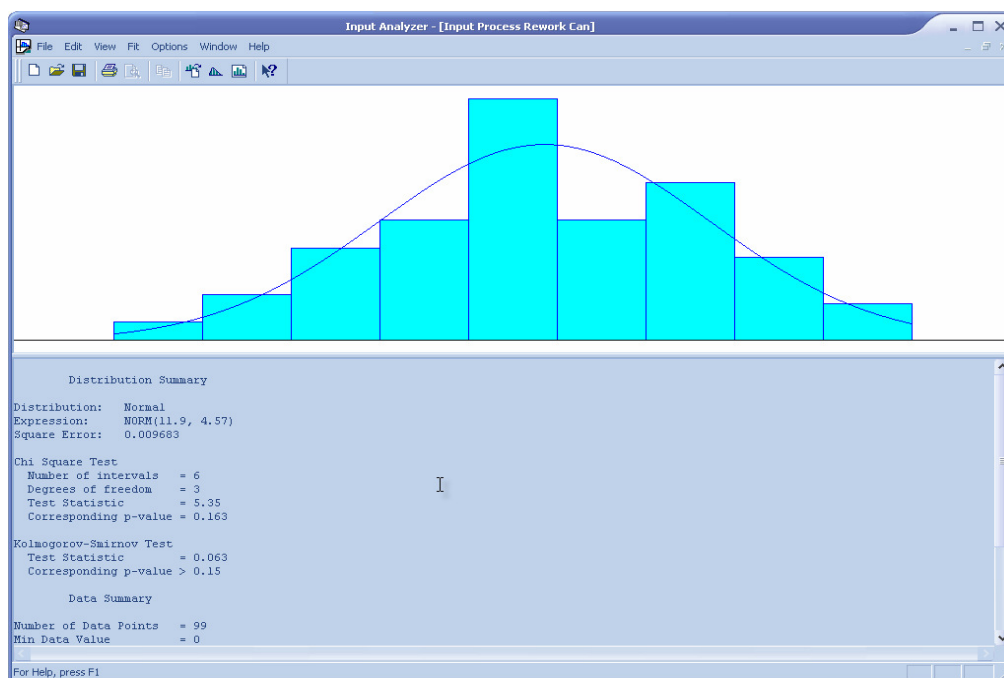 Input Analyzer - [Input Process Rework Can]
File Edit View Fit Options Window Help
Distribution Summary
Distribution: Normal
Expression: NORM(11.9, 4.57)
Square Error: 0.009683
Chi Square Test
Number of intervals = 6
Degrees of freedom = 3
Test Statistic = 5.35
Corresponding p-value = 0.163
Kolmogorov-Smirnov Test
Test Statistic = 0.063
Corresponding p-value > 0.15
Data Summary
Number of Data Points = 99
Min Data Value = 0
For Help, press F1